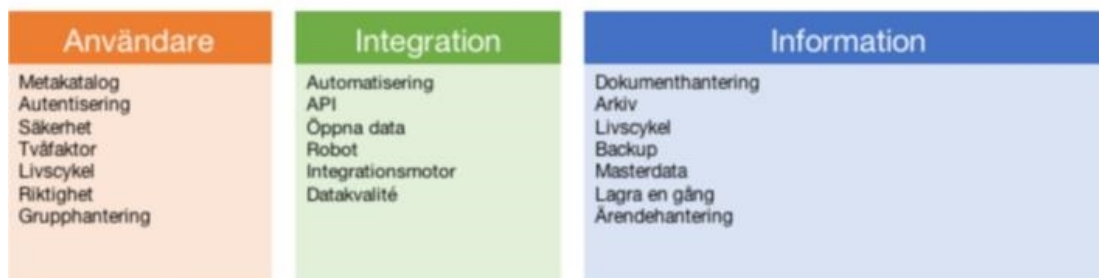 Användare
Metakatalog
Autentisering
Säkerhet
Tvåfaktor
Livscykel
Riktighet
Grupphantering
Integration
Automatisering
API
Öppna data
Robot
Integrationsmotor
Datakvalité
Information
Dokumenthantering
Arkiv
Livscykel
Backup
Masterdata
Lagra en gång
Ärendehantering